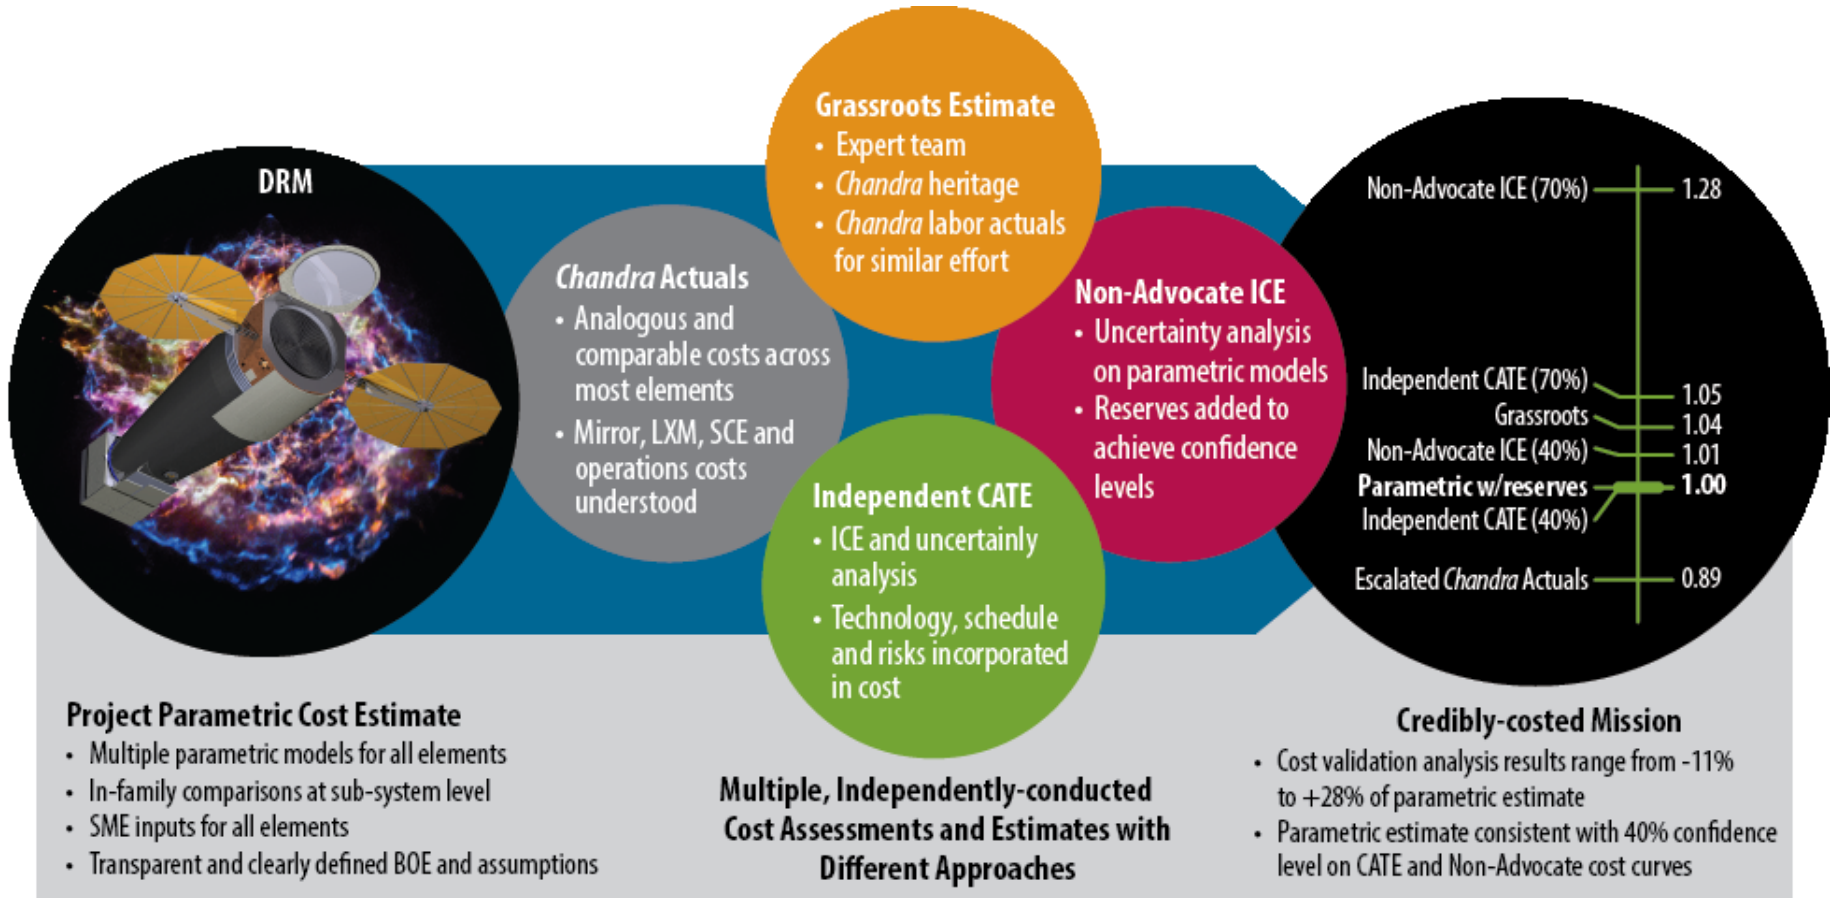 DRM
Chandra Actuals
• Analogous and
comparable costs across
most elements
• Mirror, LXM, SCE and
operations costs
understood
Grassroots Estimate
• Expert team
• Chandra heritage
• Chandra labor actuals
for similar effort
Independent CATE
• ICE and uncertainly
analysis
• Technology, schedule
and risks incorporated
in cost
Non-Advocate ICE
• Uncertainty analysis
on parametric models
• Reserves added to
achieve confidence
levels
Non-Advocate ICE (70%) 1.28
Independent CATE (70%) 1.05
Grassroots 1.04
Non-Advocate ICE (40%) 1.01
Parametric w/reserves 1.00
Independent CATE (40%)
Escalated Chandra Actuals 0.89
Project Parametric Cost Estimate
• Multiple parametric models for all elements
• In-family comparisons at sub-system level
• SME inputs for all elements
• Transparent and clearly defined BOE and assumptions
Multiple, Independently-conducted
Cost Assessments and Estimates with
Different Approaches
Credibly-costed Mission
• Cost validation analysis results range from -11%
to +28% of parametric estimate
• Parametric estimate consistent with 40% confidence
level on CATE and Non-Advocate cost curves